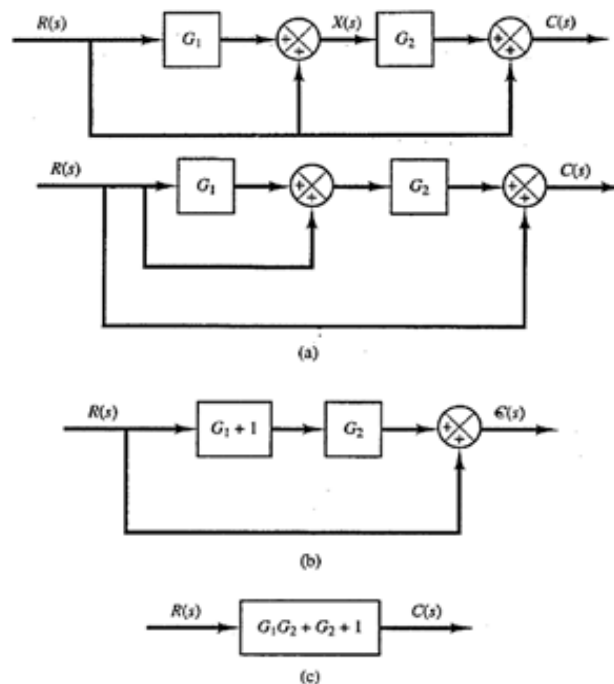 R(s) G₁ + + X(s) G₂ + + C(s)
R(s) G₁ + + G₂ + + C(s)
(a)
R(s) G₁ + 1 G₂ + + C(s)
(b)
R(s) G₁G₂ + G₂ + 1 C(s)
(c)